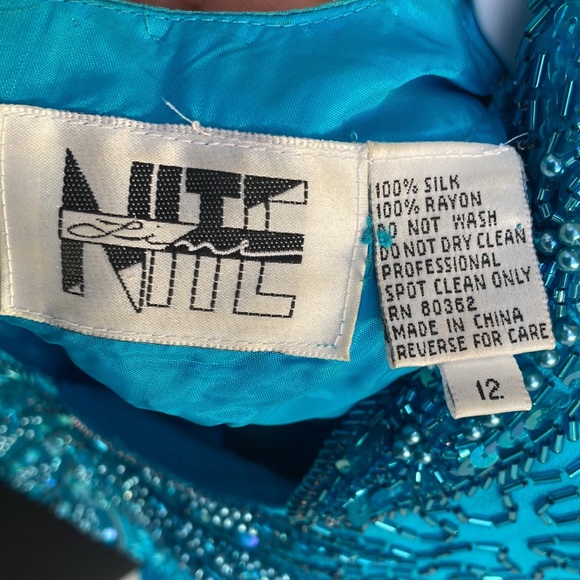 NITE
Line
100% SILK
100% RAYON
DO NOT WASH
DO NOT DRY CLEAN
PROFESSIONAL
SPOT CLEAN ONLY
RN 80362
MADE IN CHINA
REVERSE FOR CARE
12